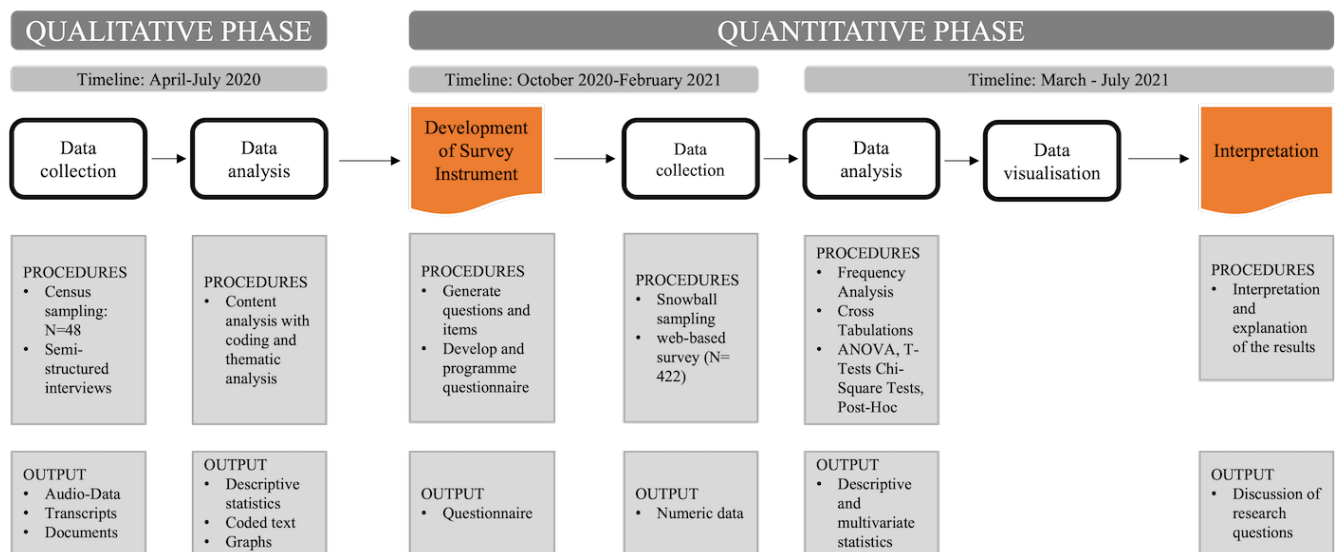 QUALITATIVE PHASE
QUANTITATIVE PHASE
Timeline: April-July 2020
Timeline: October 2020-February 2021
Timeline: March - July 2021
Data
collection
Data
analysis
Development
of Survey
Instrument
Data
collection
Data
analysis
Data
visualisation
Interpretation
PROCEDURES
• Census
sampling:
N=48
• Semi-
structured
interviews
PROCEDURES
• Content
analysis with
coding and
thematic
analysis
PROCEDURES
• Generate
questions and
items
• Develop and
programme
questionnaire
PROCEDURES
• Snowball
sampling
• web-based
survey (N=
422)
PROCEDURES
• Frequency
Analysis
• Cross
Tabulations
• ANOVA, T-
Tests Chi-
Square Tests,
Post-Hoc
PROCEDURES
• Interpretation
and
explanation
of the results
OUTPUT
• Audio-Data
• Transcripts
• Documents
OUTPUT
• Descriptive
statistics
• Coded text
• Graphs
OUTPUT
• Questionnaire
OUTPUT
• Numeric data
OUTPUT
• Descriptive
and
multivariate
statistics
OUTPUT
• Discussion of
research
questions